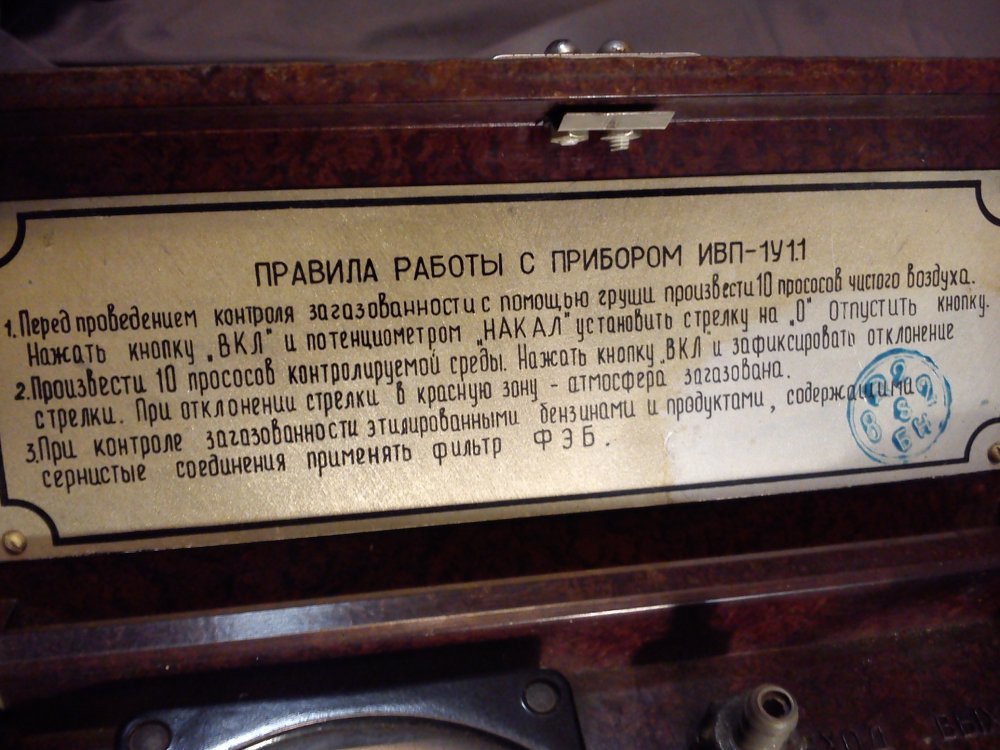 ПРАВИЛА РАБОТЫ С ПРИБОРОМ ИВП-1У1.1
1. Перед проведением контроля загазованности с помощью груши произвести 10 прососов чистого воздуха.
Нажать кнопку „ВКЛ" и потенциометром „НАКАЛ" установить стрелку на „0" Отпустить кнопку.
2. Произвести 10 прососов контролируемой среды. Нажать кнопку „ВКЛ" и зафиксировать отклонение
стрелки. При отклонении стрелки в красную зону - атмосфера загазована.
3. При контроле загазованности этилированными бензинами и продуктами, содержащими
сернистые соединения применять фильтр ФЭБ.